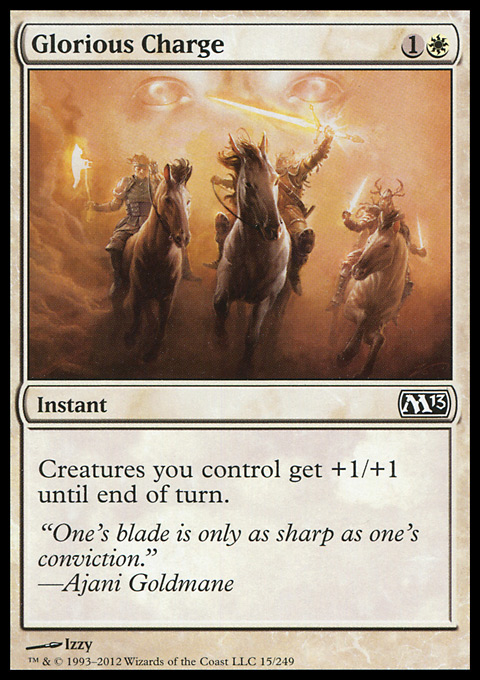 Glorious Charge 1
Instant M13
Creatures you control get +1/+1
until end of turn.
“One’s blade is only as sharp as one’s
conviction.”
—Ajani Goldmane
Izzy
™ & © 1993–2012 Wizards of the Coast LLC 15/249